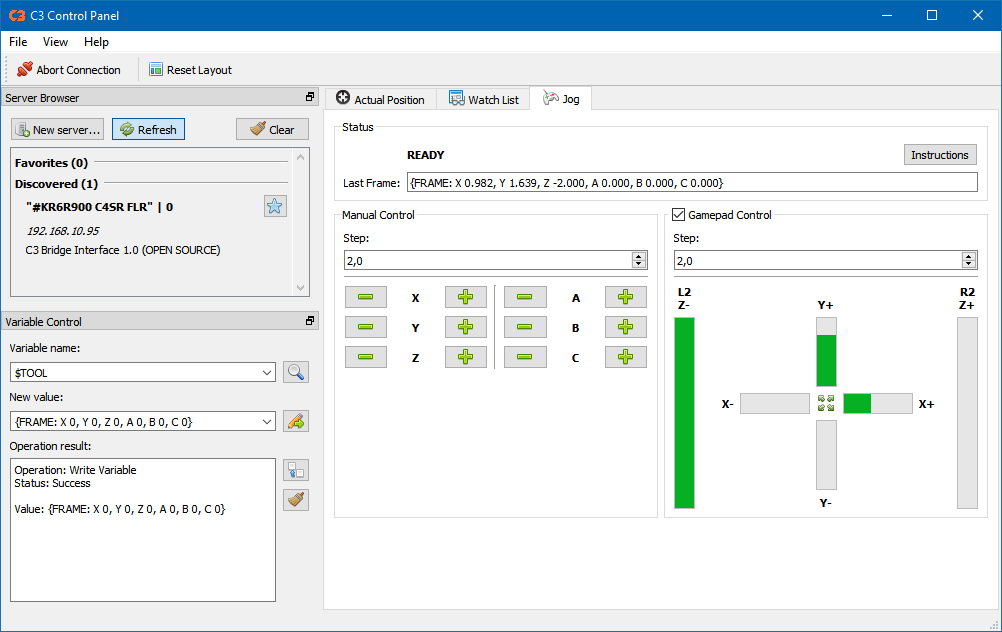 C3 Control Panel
File View Help
Abort Connection Reset Layout
Server Browser
New server... Refresh Clear
Favorites (0)
Discovered (1)
"#KR6R900 C4SR FLR" | 0
192.168.10.95
C3 Bridge Interface 1.0 (OPEN SOURCE)
Variable Control
Variable name:
$TOOL
New value:
{FRAME: X 0, Y 0, Z 0, A 0, B 0, C 0}
Operation result:
Operation: Write Variable
Status: Success
Value: {FRAME: X 0, Y 0, Z 0, A 0, B 0, C 0}
Actual Position Watch List Jog
Status
READY
Instructions
Last Frame: {FRAME: X 0.982, Y 1.639, Z -2.000, A 0.000, B 0.000, C 0.000}
Manual Control
Step:
2,0
X A
Y B
Z C
Gamepad Control
Step:
2,0
L2 R2
Z- Y+ Z+
X- X+
Y-